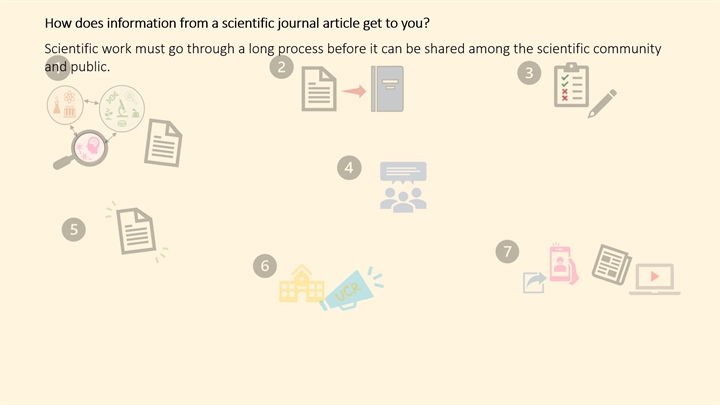 How does information from a scientific journal article get to you?
Scientific work must go through a long process before it can be shared among the scientific community
and public.
2
3
4
5
6
UCR
7